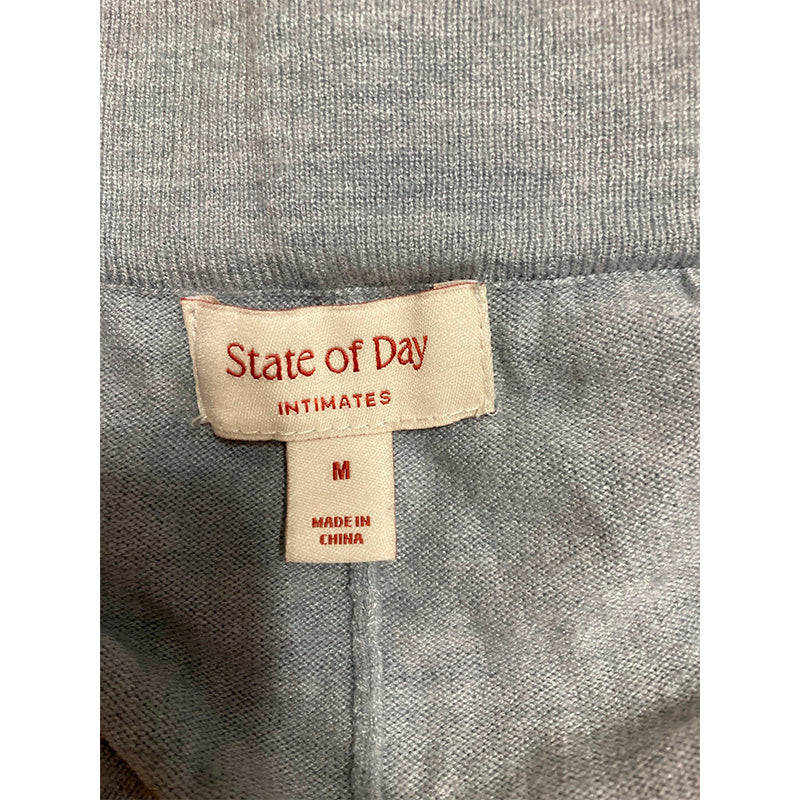 State of Day
INTIMATES
M
MADE IN
CHINA